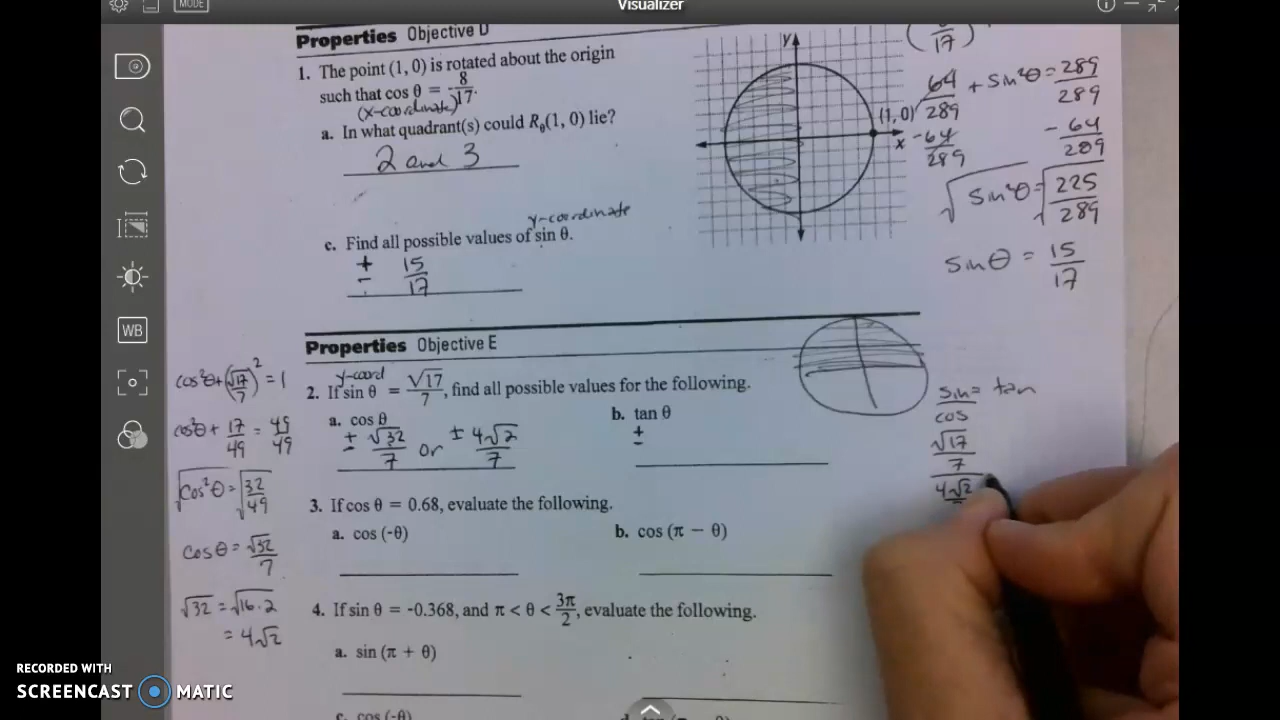 Visualizer
MODE
WB
Properties Objective D
1. The point (1, 0) is rotated about the origin
such that cos θ = -8/17.
(x-coordinate)
a. In what quadrant(s) could Rθ(1, 0) lie?
2 and 3
y-coordinate
c. Find all possible values of sin θ.
± 15/17
y
x
(1, 0)
17
64/289 + sin²θ = 289/289
-64/289 - 64/289
√sin²θ = √225/289
sin θ = 15/17
Properties Objective E
y-coord
2. If sin θ = √17/7, find all possible values for the following.
a. cos θ
± √32/7 or ± 4√2/7
b. tan θ
±
cos²θ + (√17/7)² = 1
cos²θ + 17/49 = 49/49
√cos²θ = √32/49
cos θ = √32/7
√32 = √16·2
= 4√2
sin/cos = tan
√17/7
4√2
3. If cos θ = 0.68, evaluate the following.
a. cos (-θ)
b. cos (π − θ)
4. If sin θ = -0.368, and π < θ < 3π/2, evaluate the following.
a. sin (π + θ)
c. cos (-θ)
RECORDED WITH
SCREENCAST MATIC